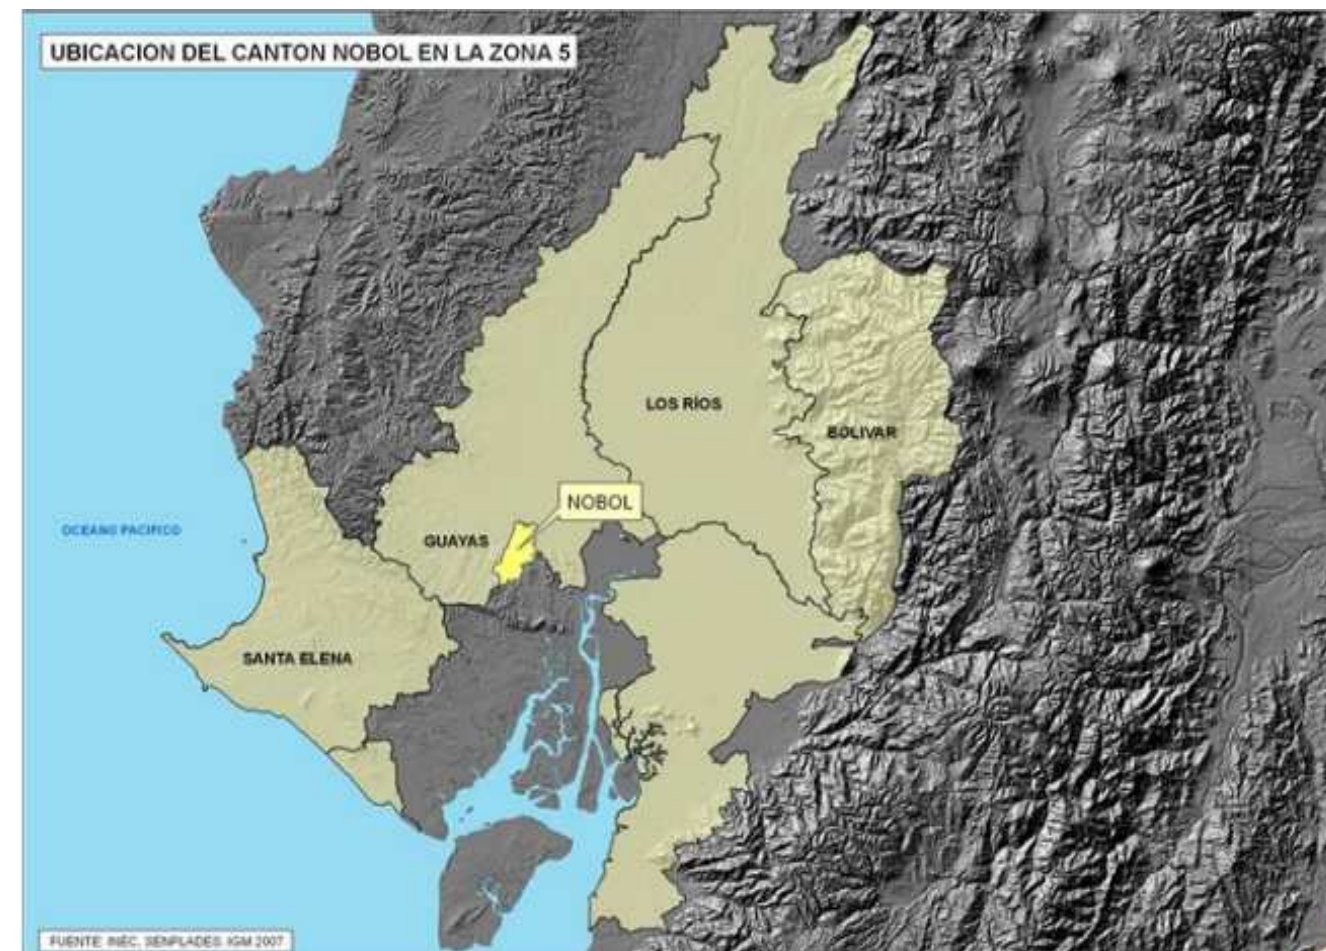 UBICACION DEL CANTON NOBOL EN LA ZONA 5
LOS RÍOS
BOLIVAR
NOBOL
OCEANO PACIFICO
GUAYAS
SANTA ELENA
FUENTE: INEC, SENPLADES, IGM 2007